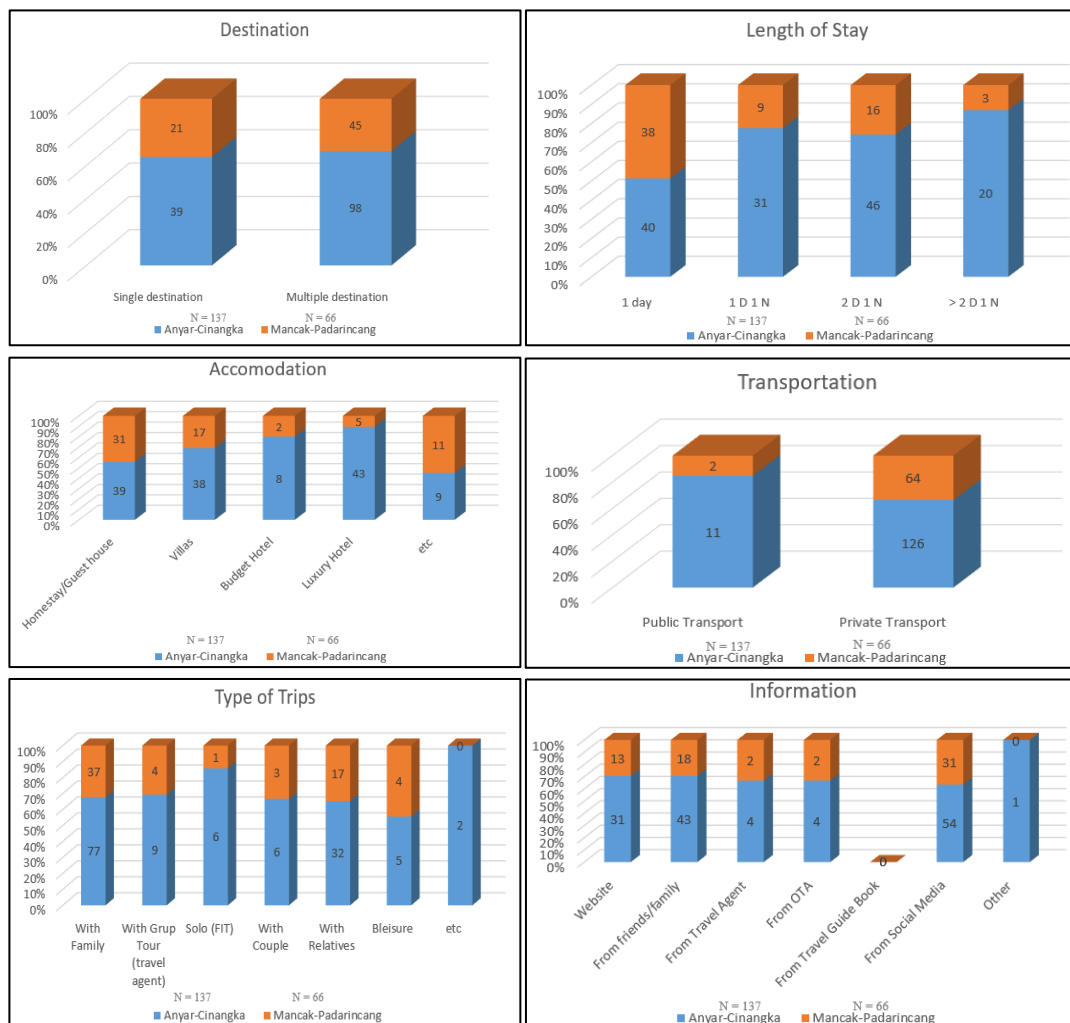 Destination
100%
80%
60%
40%
20%
0%
21 45
39 98
Single destination Multiple destination
N = 137 N = 66
Anyar-Cinangka Mancak-Padarincang
Length of Stay
100%
90%
80%
70%
60%
50%
40%
30%
20%
10%
0%
38 9 16 3
40 31 46 20
1 day 1 D 1 N 2 D 1 N > 2 D 1 N
N = 137 N = 66
Anyar-Cinangka Mancak-Padarincang
Accomodation
100%
90%
80%
70%
60%
50%
40%
30%
20%
10%
0%
31 17 2 5 11
39 38 8 43 9
Homestay/Guest house Villas Budget Hotel Luxury Hotel etc
N = 137 N = 66
Anyar-Cinangka Mancak-Padarincang
Transportation
100%
80%
60%
40%
20%
0%
2 64
11 126
Public Transport Private Transport
N = 137 N = 66
Anyar-Cinangka Mancak-Padarincang
Type of Trips
100%
90%
80%
70%
60%
50%
40%
30%
20%
10%
0%
37 4 1 3 17 4 0
77 9 6 6 32 5 2
With With Grup Solo (FIT) With With Bleisure etc
Family Tour Couple Relatives
(travel
agent)
N = 137 N = 66
Anyar-Cinangka Mancak-Padarincang
Information
100%
90%
80%
70%
60%
50%
40%
30%
20%
10%
0%
13 18 2 2 31 0
31 43 4 4 0 54 1
Website From friends/family From Travel Agent From OTA From Travel Guide Book From Social Media Other
N = 137 N = 66
Anyar-Cinangka Mancak-Padarincang